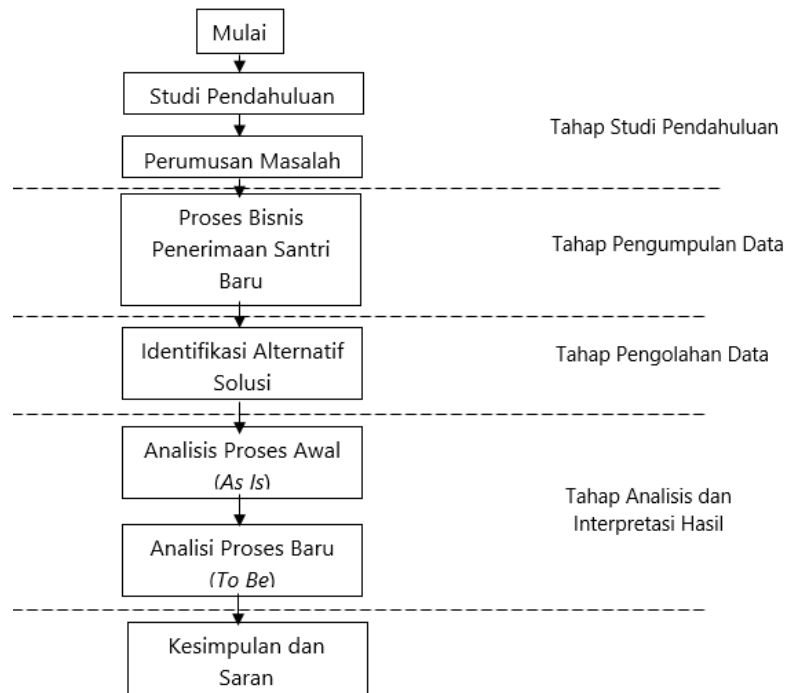 Mulai
Studi Pendahuluan
Perumusan Masalah
Tahap Studi Pendahuluan
Proses Bisnis
Penerimaan Santri
Baru
Tahap Pengumpulan Data
Identifikasi Alternatif
Solusi
Tahap Pengolahan Data
Analisis Proses Awal
(As Is)
Analisi Proses Baru
(To Be)
Tahap Analisis dan
Interpretasi Hasil
Kesimpulan dan
Saran